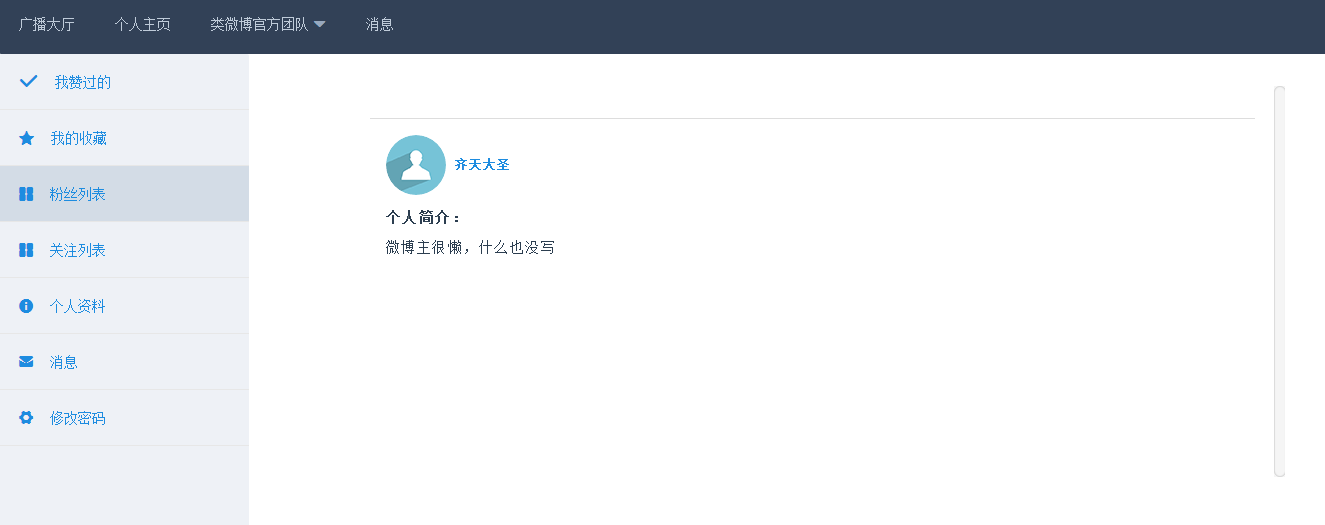 广播大厅 个人主页 类微博官方团队 消息
我赞过的
我的收藏
粉丝列表
关注列表
个人资料
消息
修改密码
齐天大圣
个人简介：
微博主很懒，什么也没写